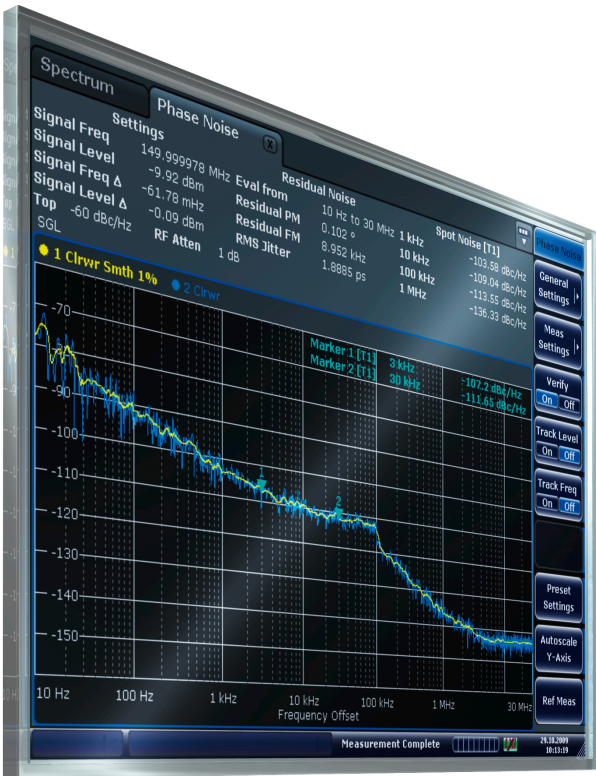 Spectrum
Phase Noise
X
Settings
Signal Freq 149.999978 MHz
Signal Level -9.92 dBm
Signal Freq Δ -61.78 mHz
Signal Level Δ -0.09 dBm
Top -60 dBc/Hz
RF Atten 1 dB
SGL
Residual Noise
Eval from 10 Hz to 30 MHz
Residual PM 0.102 °
Residual FM 8.952 kHz
RMS Jitter 1.8885 ps
Spot Noise [T1]
1 kHz -103.58 dBc/Hz
10 kHz -109.04 dBc/Hz
100 kHz -113.55 dBc/Hz
1 MHz -136.33 dBc/Hz
1 Clrwr Smth 1%
2 Clrwr
Marker 1 [T1] 3 kHz -107.2 dBc/Hz
Marker 2 [T1] 30 kHz -111.65 dBc/Hz
1
2
-70
-90
-100
-110
-120
-130
-140
-150
10 Hz 100 Hz 1 kHz 10 kHz 100 kHz 1 MHz 30 MHz
Frequency Offset
Measurement Complete
29.10.2009
10:13:19
Phase Noise
General
Settings
Meas
Settings
Verify
On Off
Track Level
On Off
Track Freq
On Off
Preset
Settings
Autoscale
Y-Axis
Ref Meas